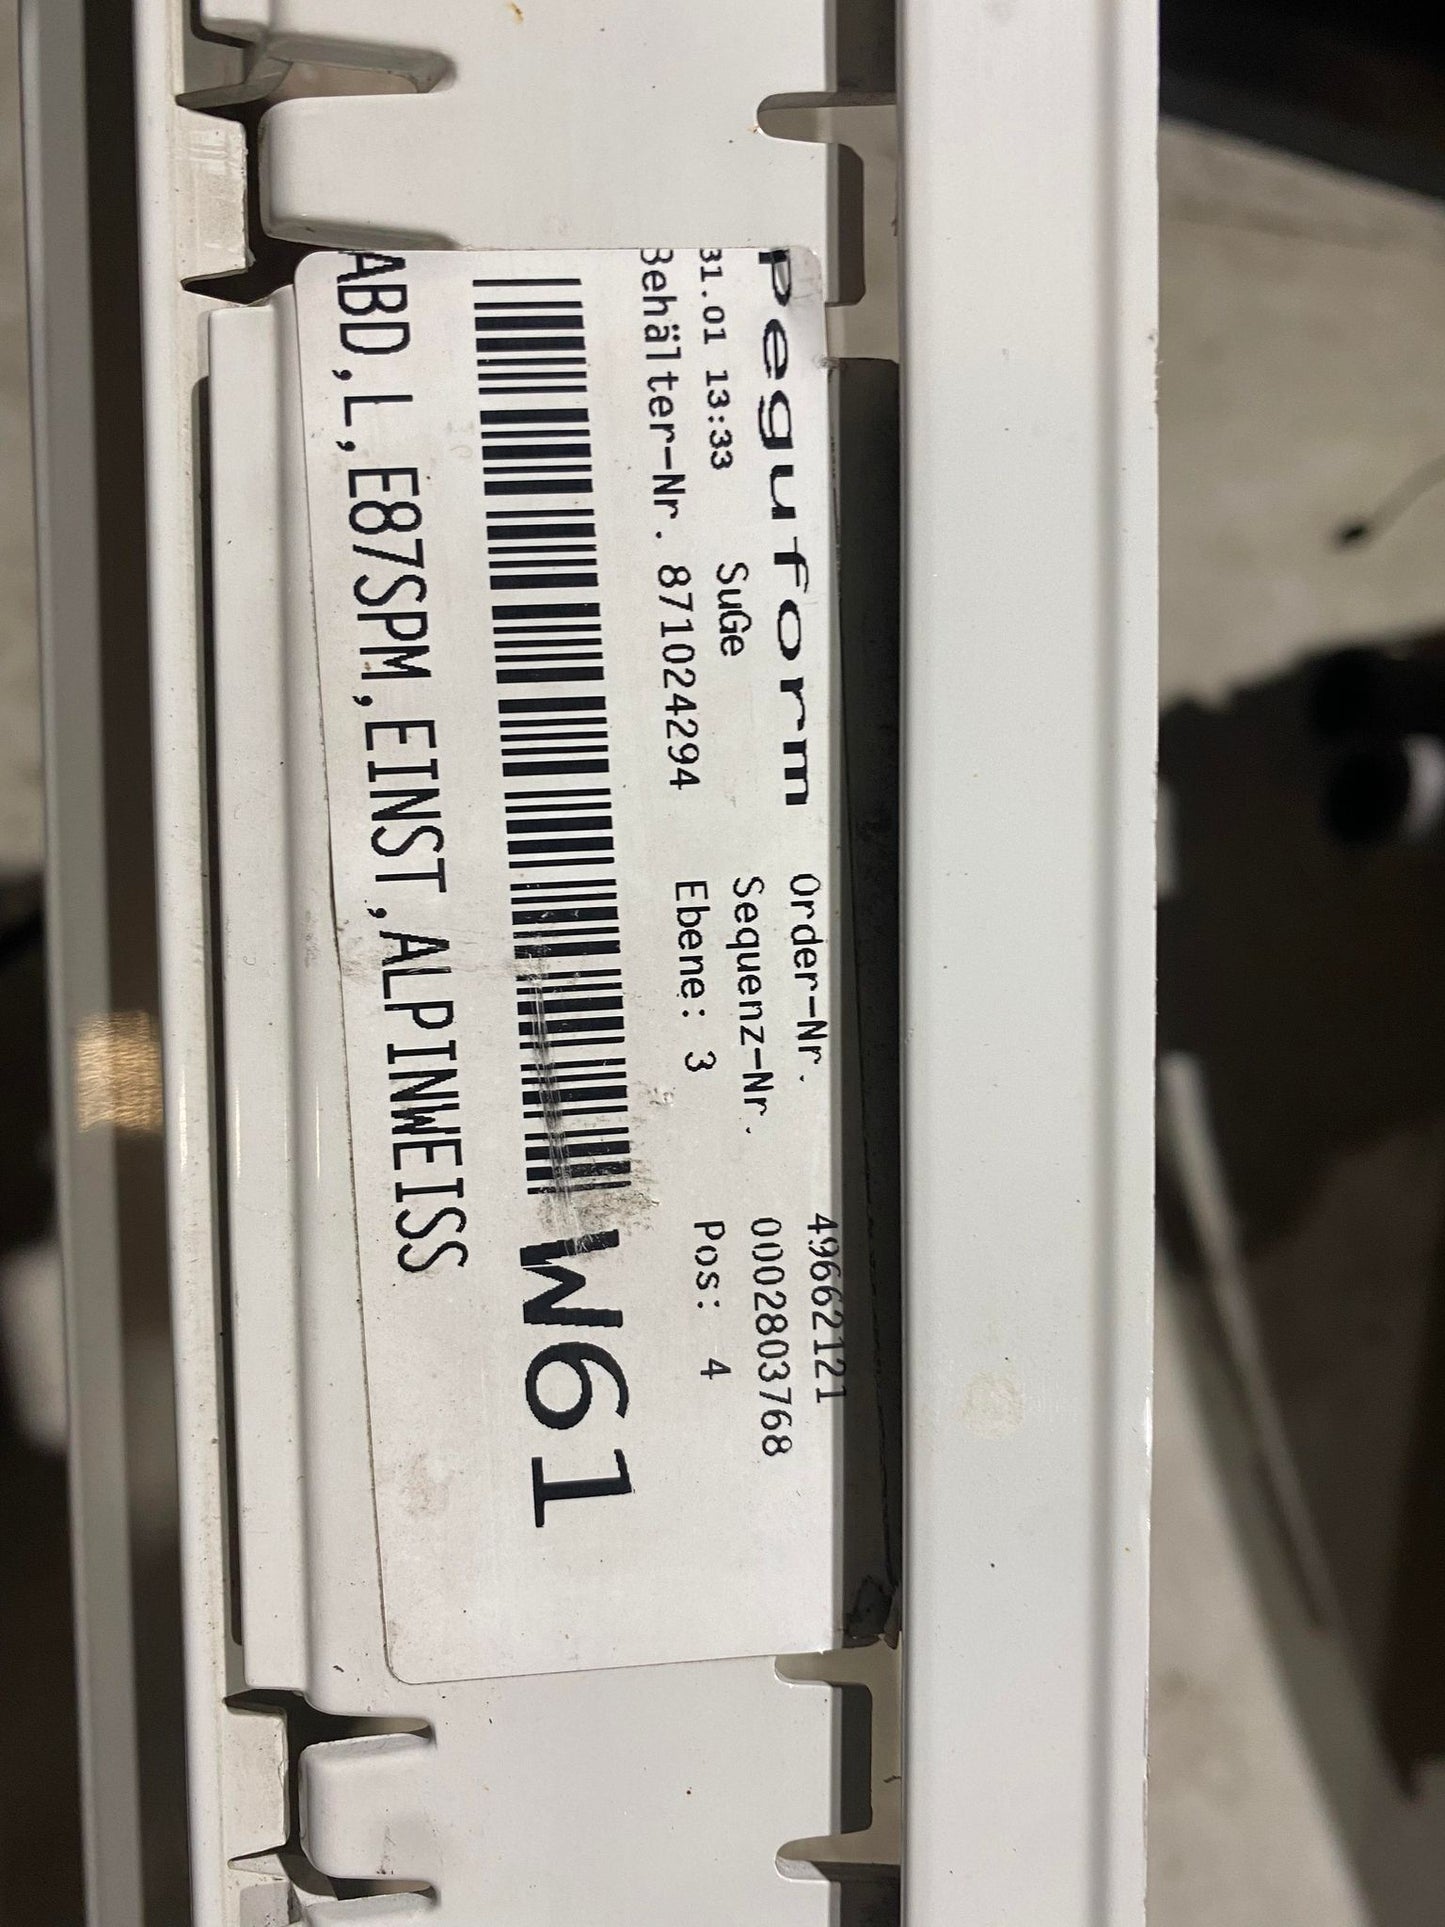 Peguform Order-Nr. 49662121
31.01 13:33 SuGe Sequenz-Nr. 0002803768
Behälter-Nr. 871024294 Ebene: 3 Pos: 4
W61
ABD,L,E87SPM,EINST,ALPINWEISS